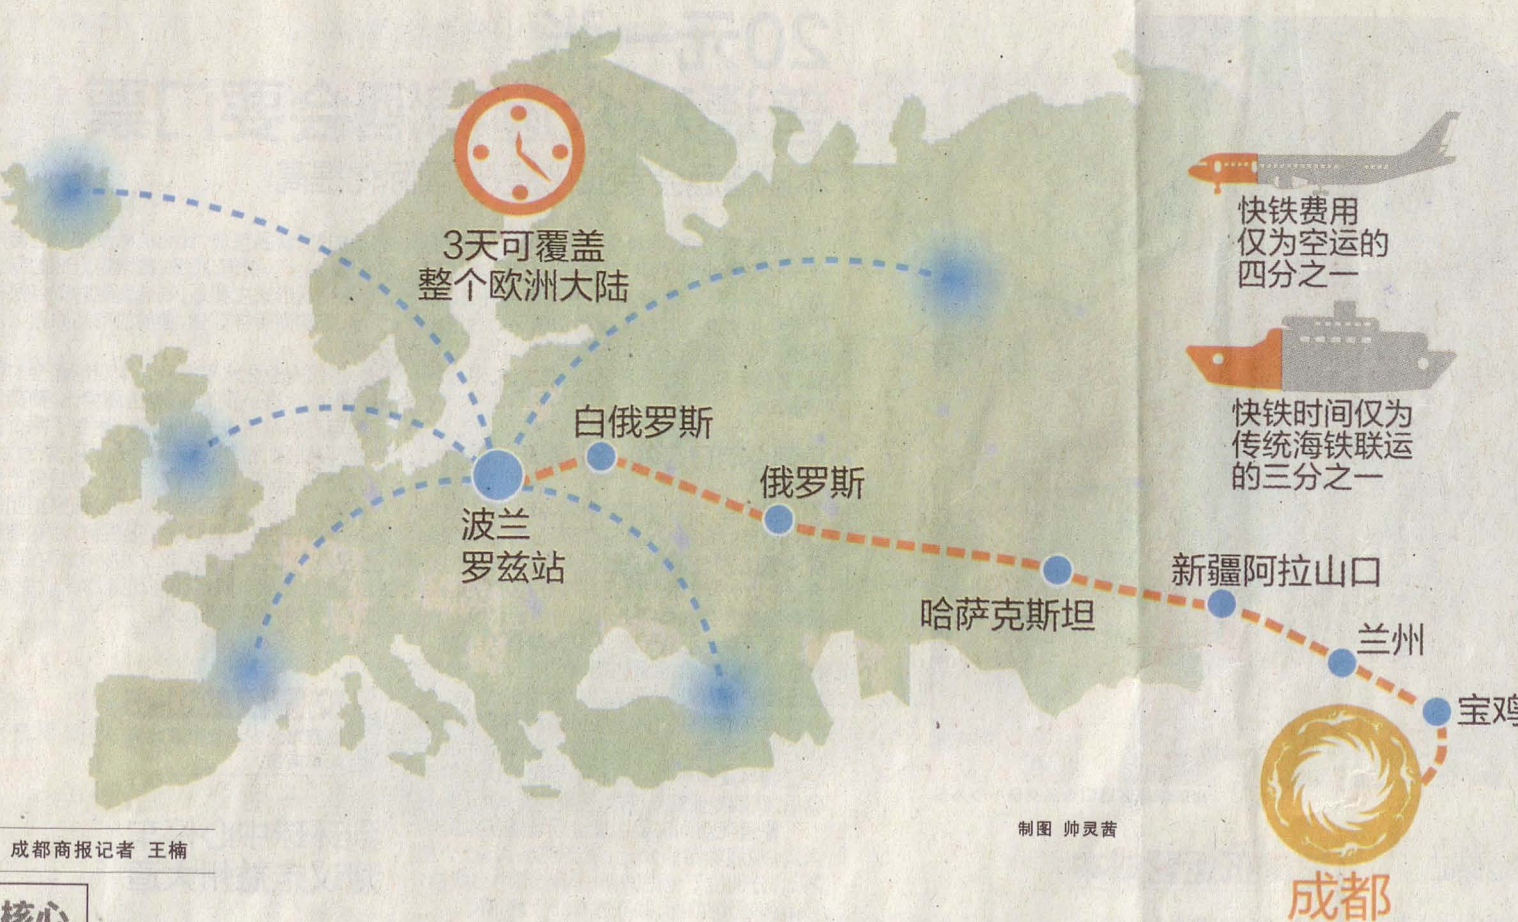 3天可覆盖
整个欧洲大陆
快铁费用
仅为空运的
四分之一
快铁时间仅为
传统海铁联运
的三分之一
白俄罗斯
俄罗斯
波兰
罗兹站
哈萨克斯坦
新疆阿拉山口
兰州
宝鸡
成都
制图 帅灵茜
成都商报记者 王楠
核心